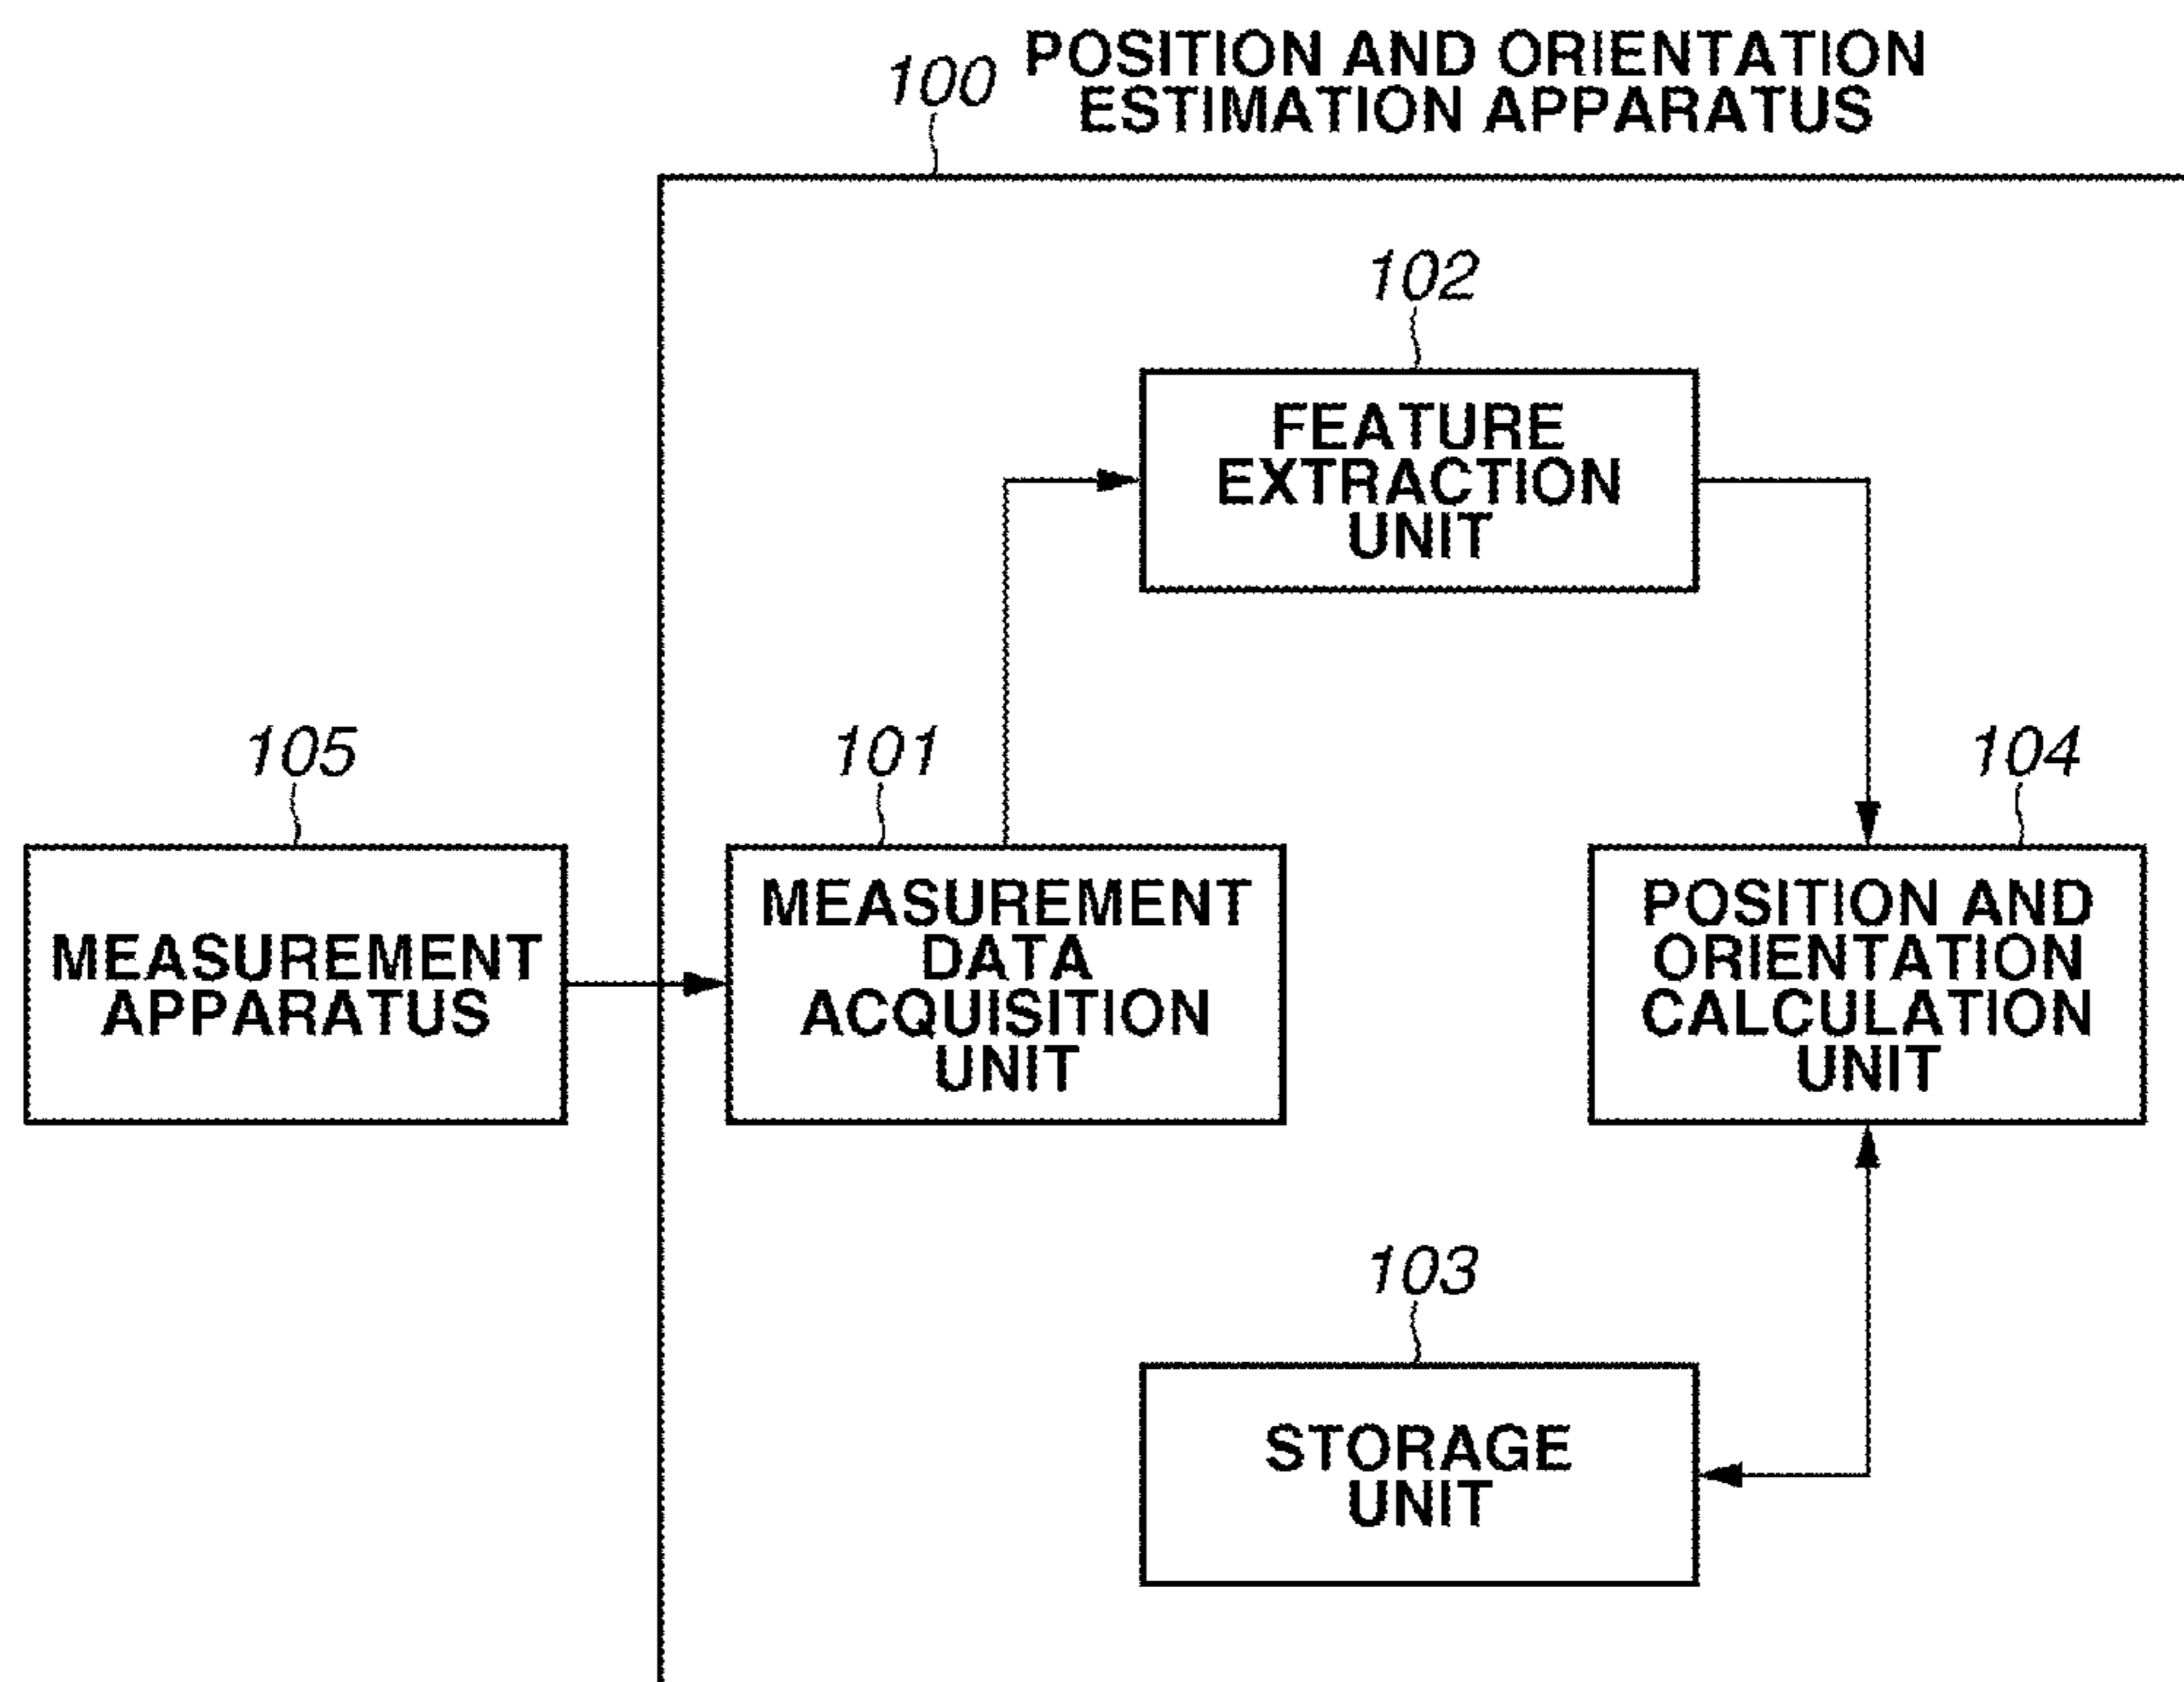 100
POSITION AND ORIENTATION
ESTIMATION APPARATUS
102
FEATURE
EXTRACTION
UNIT
105
MEASUREMENT
APPARATUS
101
MEASUREMENT
DATA
ACQUISITION
UNIT
104
POSITION AND
ORIENTATION
CALCULATION
UNIT
103
STORAGE
UNIT